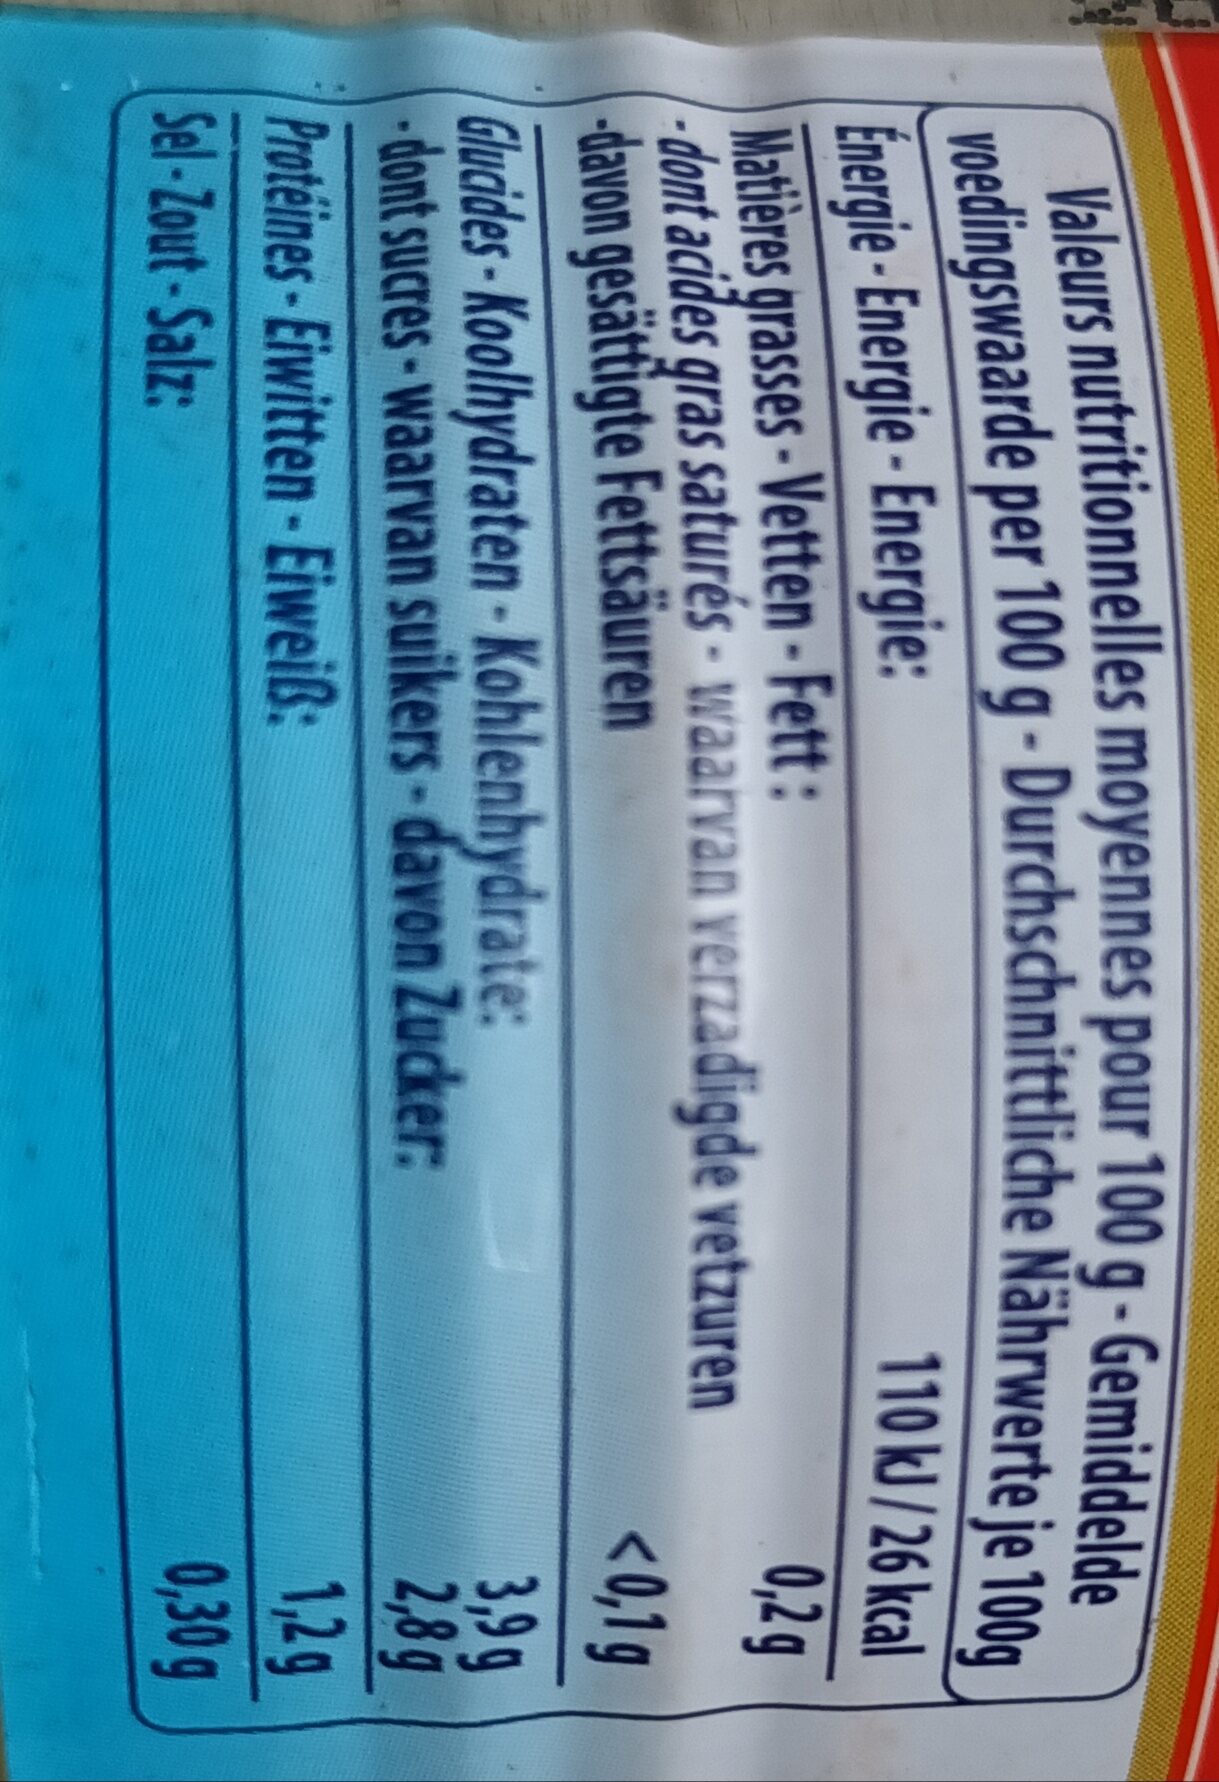 Valeurs nutritionnelles moyennes pour 100 g - Gemiddelde
voedingswaarde per 100 g - Durchschnittliche Nährwerte je 100g
Énergie - Energie - Energie: 110 kJ / 26 kcal
Matières grasses - Vetten - Fett : 0,2 g
- dont acides gras saturés - waarvan verzadigde vetzuren
-davon gesättigte Fettsäuren < 0,1 g
Glucides - Koolhydraten - Kohlenhydrate: 3,9 g
- dont sucres - waarvan suikers - davon Zucker: 2,8 g
Protéines - Eiwitten - Eiweiß: 1,2 g
Sel - Zout - Salz: 0,30 g